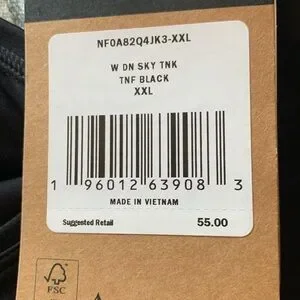 NF0A82Q4JK3-XXL
W DN SKY TNK
TNF BLACK
XXL
1 96012 63908 3
MADE IN VIETNAM
Suggested Retail 55.00
FSC